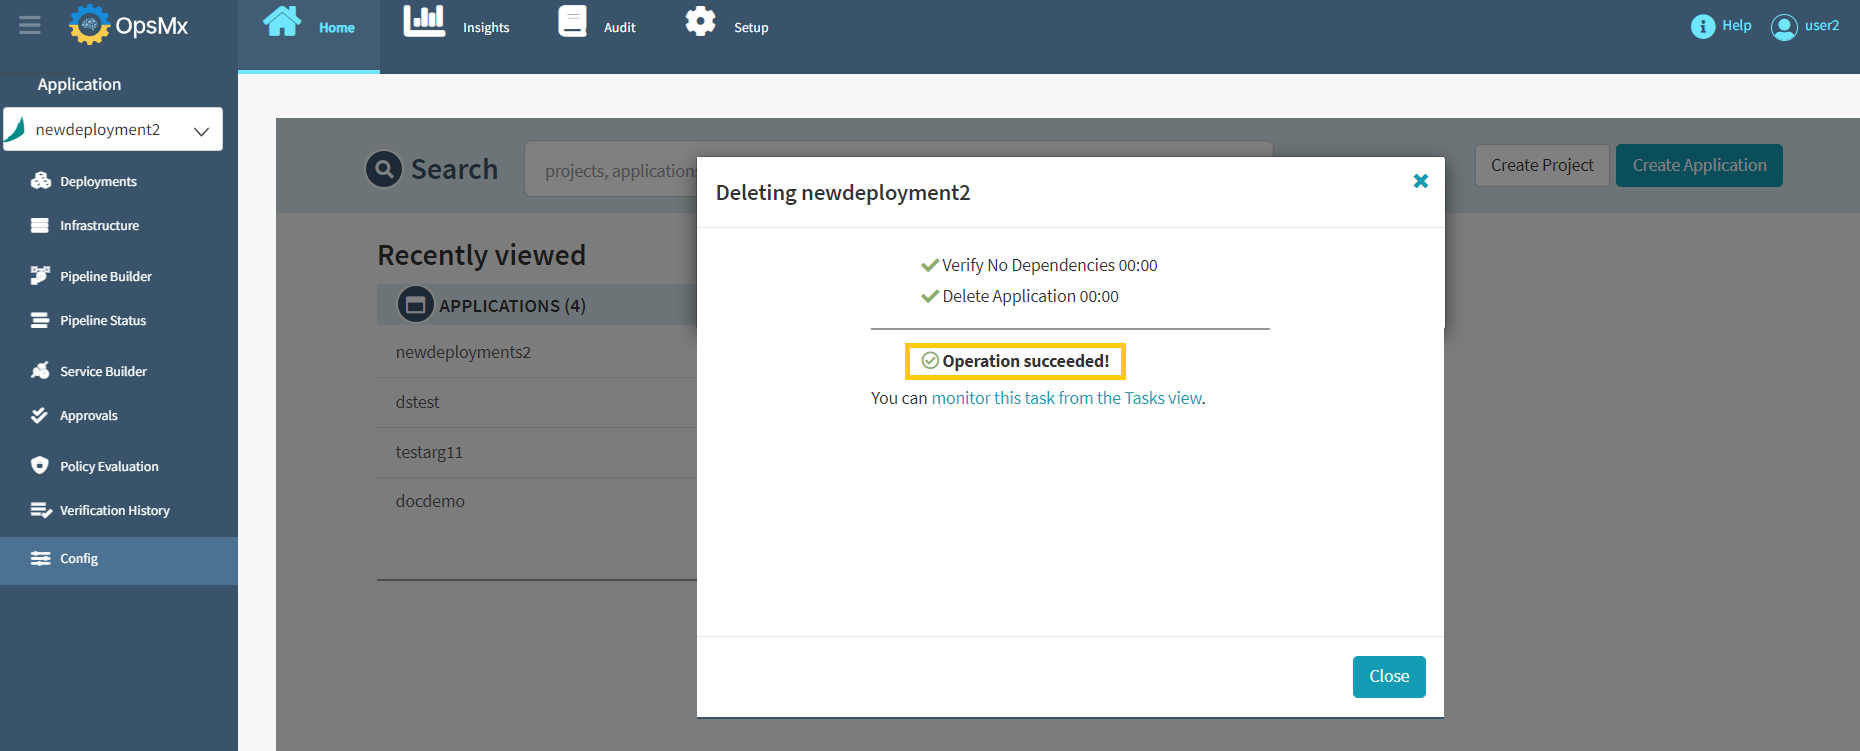 OpsMx
Home
Insights
Audit
Setup
Help
user2
Application
newdeployment2
Deployments
Infrastructure
Pipeline Builder
Pipeline Status
Service Builder
Approvals
Policy Evaluation
Verification History
Config
Search
projects, applications
Create Project
Create Application
Recently viewed
APPLICATIONS (4)
newdeployments2
dstest
testarg11
docdemo
Deleting newdeployment2
Verify No Dependencies 00:00
Delete Application 00:00
Operation succeeded!
You can monitor this task from the Tasks view.
Close